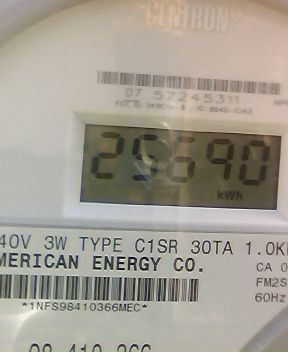 CENTRON
07 57245311
25690
kWh
40V 3W TYPE C1SR 30TA 1.0K
MERICAN ENERGY CO.
CA 0
FM2S
60Hz
*1NFS98410366MEC*